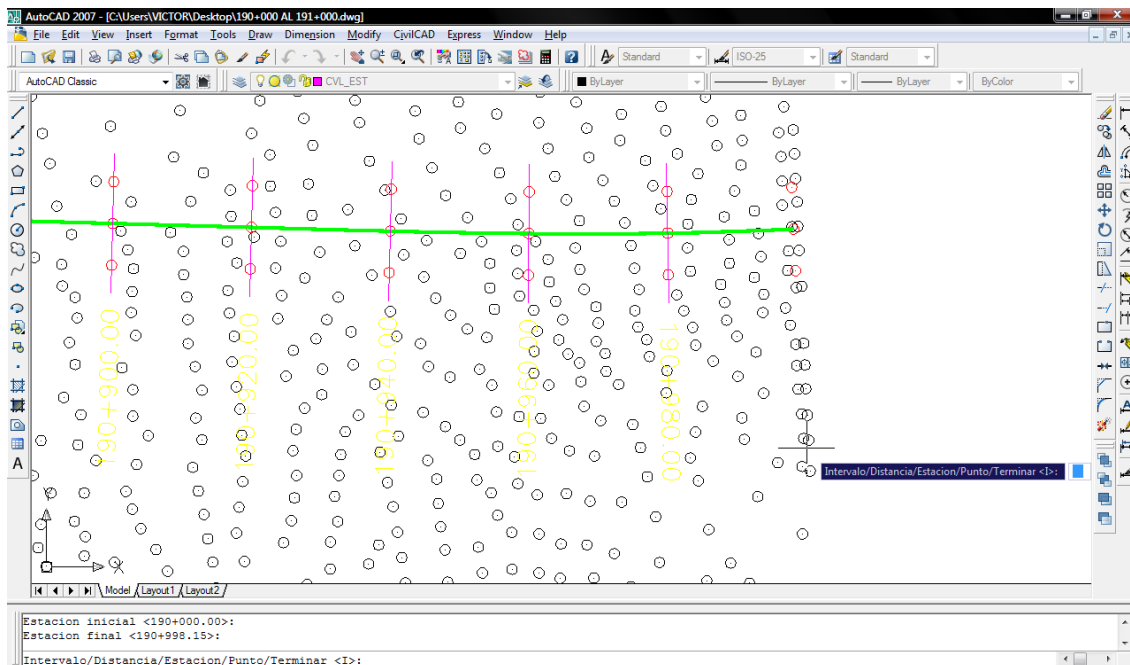 AutoCAD 2007 - [C:\Users\VICTOR\Desktop\190+000 AL 191+000.dwg]
File Edit View Insert Format Tools Draw Dimension Modify CivilCAD Express Window Help
Standard ISO-25 Standard
AutoCAD Classic CVL_EST ByLayer ByLayer ByLayer ByColor
190+900.00
190+920.00
190+940.00
190+960.00
190+980.00
Intervalo/Distancia/Estacion/Punto/Terminar <I>:
Y
X
Model Layout1 Layout2
Estacion inicial <190+000.00>:
Estacion final <190+998.15>:
Intervalo/Distancia/Estacion/Punto/Terminar <I>: